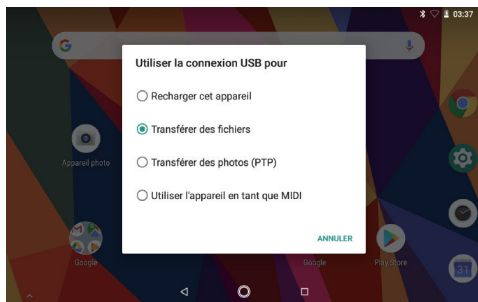 03:37
G
Utiliser la connexion USB pour
Recharger cet appareil
Transférer des fichiers
Transférer des photos (PTP)
Utiliser l'appareil en tant que MIDI
ANNULER
Appareil photo
Google
Google
Play Store
31